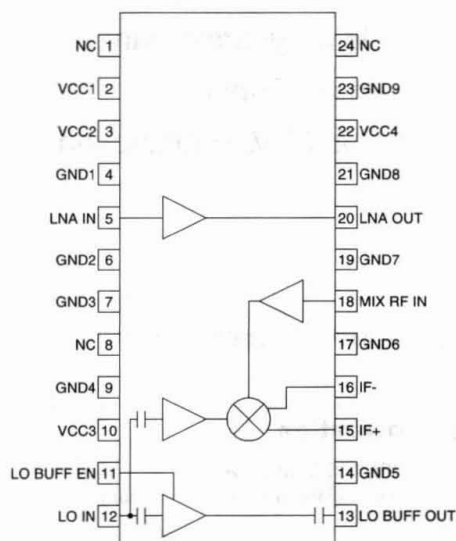 NC 1 24 NC
VCC1 2 23 GND9
VCC2 3 22 VCC4
GND1 4 21 GND8
LNA IN 5 20 LNA OUT
GND2 6 19 GND7
GND3 7 18 MIX RF IN
NC 8 17 GND6
GND4 9 16 IF-
VCC3 10 15 IF+
LO BUFF EN 11 14 GND5
LO IN 12 13 LO BUFF OUT